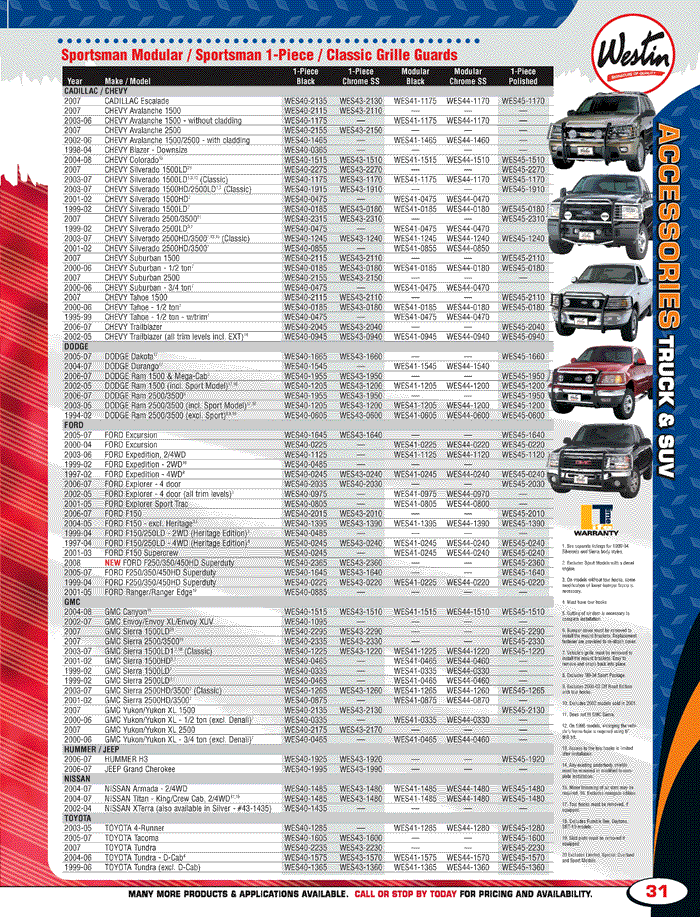 Westin
Sportsman Modular / Sportsman 1-Piece / Classic Grille Guards
1-Piece 1-Piece Modular Modular 1-Piece
Year Make / Model Black Chrome SS Black Chrome SS Polished
CADILLAC / CHEVY
2007 CADILLAC Escalade WES40-2135 WES43-2130 WES41-1175 WES44-1170 WES45-1170
2007 CHEVY Avalanche 1500 WES40-2115 WES43-2110 — — —
2003-06 CHEVY Avalanche 1500 - without cladding WES40-1175 — WES41-1175 WES44-1170 —
2007 CHEVY Avalanche 2500 WES40-2155 WES43-2150 — — —
2002-06 CHEVY Avalanche 1500/2500 - with cladding WES40-1465 — WES41-1465 WES44-1460 —
1998-04 CHEVY Blazer - Downsize WES40-0365 — — — —
2004-08 CHEVY Colorado WES40-1515 WES43-1510 WES41-1515 WES44-1510 WES45-1510
2007 CHEVY Silverado 1500LD WES40-2275 WES43-2270 — — WES45-2270
2003-07 CHEVY Silverado 1500LD (Classic) WES40-1175 WES43-1170 WES41-1175 WES44-1170 WES45-1170
2003-07 CHEVY Silverado 1500HD/2500LD (Classic) WES40-1915 WES43-1910 — — WES45-1910
2001-02 CHEVY Silverado 1500HD WES40-0475 — WES41-0475 WES44-0470 —
1999-02 CHEVY Silverado 1500LD WES40-0185 WES43-0180 WES41-0185 WES44-0180 WES45-0180
2007 CHEVY Silverado 2500/3500 WES40-2315 WES43-2310 — — WES45-2310
1999-02 CHEVY Silverado 2500LD WES40-0475 — WES41-0475 WES44-0470
2003-07 CHEVY Silverado 2500HD/3500 (Classic) WES40-1245 WES43-1240 WES41-1245 WES44-1240 WES45-1240
2001-02 CHEVY Silverado 2500HD/3500 WES40-0855 — WES41-0855 WES44-0850
2007 CHEVY Suburban 1500 WES40-2115 WES43-2110 — — WES45-2110
2000-06 CHEVY Suburban - 1/2 ton WES40-0185 WES43-0180 WES41-0185 WES44-0180 WES45-0180
2007 CHEVY Suburban 2500 WES40-2155 WES43-2150 — — —
2000-06 CHEVY Suburban - 3/4 ton WES40-0475 — WES41-0475 WES44-0470
2007 CHEVY Tahoe 1500 WES40-2115 WES43-2110 — — WES45-2110
2000-06 CHEVY Tahoe - 1/2 ton WES40-0185 WES43-0180 WES41-0185 WES44-0180 WES45-0180
1995-99 CHEVY Tahoe - 1/2 ton - w/trim WES40-0475 — WES41-0475 WES44-0470
2006-07 CHEVY Trailblazer WES40-2045 WES43-2040 — — WES45-2040
2002-05 CHEVY Trailblazer (all trim levels incl. EXT) WES40-0945 WES43-0940 WES41-0945 WES44-0940 WES45-0940
DODGE
2005-07 DODGE Dakota WES40-1665 WES43-1660 — — WES45-1660
2004-07 DODGE Durango WES40-1545 — WES41-1545 WES44-1540
2006-07 DODGE Ram 1500 & Mega-Cab WES40-1955 WES43-1950 — — WES45-1950
2002-05 DODGE Ram 1500 (incl. Sport Model) WES40-1205 WES43-1200 WES41-1205 WES44-1200 WES45-1200
2006-07 DODGE Ram 2500/3500 WES40-1955 WES43-1950 — — WES45-1950
2003-05 DODGE Ram 2500/3500 (incl. Sport Model) WES40-1205 WES43-1200 WES41-1205 WES44-1200 WES45-1200
1994-02 DODGE Ram 2500/3500 (excl. Sport) WES40-0605 WES43-0600 WES41-0605 WES44-0600 WES45-0600
FORD
2005-07 FORD Excursion WES40-1645 WES43-1640 — — WES45-1640
2000-04 FORD Excursion WES40-0225 — WES41-0225 WES44-0220 WES45-0220
2003-06 FORD Expedition, 2/4WD WES40-1125 — WES41-1125 WES44-1120 WES45-1120
1999-02 FORD Expedition - 2WD WES40-0485 — — —
1997-02 FORD Expedition - 4WD WES40-0245 WES43-0240 WES41-0245 WES44-0240 WES45-0240
2006-07 FORD Explorer - 4 door WES40-2035 WES43-2030 — — WES45-2030
2002-05 FORD Explorer - 4 door (all trim levels) WES40-0975 — WES41-0975 WES44-0970
2001-05 FORD Explorer Sport Trac WES40-0805 — WES41-0805 WES44-0800
2006-07 FORD F150 WES40-2015 WES43-2010 — — WES45-2010
2004-05 FORD F150 - excl. Heritage WES40-1395 WES43-1390 WES41-1395 WES44-1390 WES45-1390
1999-04 FORD F150/250LD - 2WD (Heritage Edition) WES40-0485 — — —
1997-04 FORD F150/250LD - 4WD (Heritage Edition) WES40-0245 WES43-0240 WES41-0245 WES44-0240 WES45-0240
2001-03 FORD F150 Supercrew WES40-0245 — WES41-0245 WES44-0240 WES45-0240
2008 NEW FORD F250/350/450HD Superduty WES40-2365 WES43-2360 — — WES45-2360
2005-07 FORD F250/350/450HD Superduty WES40-1645 WES43-1640 — — WES45-1640
1999-04 FORD F250/350/450HD Superduty WES40-0225 WES43-0220 WES41-0225 WES44-0220 WES45-0220
2001-05 FORD Ranger/Ranger Edge WES40-0885 — — —
GMC
2004-08 GMC Canyon WES40-1515 WES43-1510 WES41-1515 WES44-1510 WES45-1510
2002-07 GMC Envoy/Envoy XL/Envoy XUV WES40-1095 — — —
2007 GMC Sierra 1500LD WES40-2295 WES43-2290 — — WES45-2290
2007 GMC Sierra 2500/3500 WES40-2335 WES43-2330 — — WES45-2330
2003-07 GMC Sierra 1500LD (Classic) WES40-1225 WES43-1220 WES41-1225 WES44-1220 WES45-1220
2001-02 GMC Sierra 1500HD WES40-0465 — WES41-0465 WES44-0460
1999-02 GMC Sierra 1500LD WES40-0335 — WES41-0335 WES44-0330
1999-02 GMC Sierra 2500LD WES40-0465 — WES41-0465 WES44-0460
2003-07 GMC Sierra 2500HD/3500 (Classic) WES40-1265 WES43-1260 WES41-1265 WES44-1260 WES45-1265
2001-02 GMC Sierra 2500HD/3500 WES40-0875 — WES41-0875 WES44-0870
2007 GMC Yukon/Yukon XL 1500 WES40-2135 WES43-2130 — — WES45-2130
2000-06 GMC Yukon/Yukon XL - 1/2 ton (excl. Denali) WES40-0335 — WES41-0335 WES44-0330
2007 GMC Yukon/Yukon XL 2500 WES40-2175 WES43-2170 — —
2000-06 GMC Yukon/Yukon XL - 3/4 ton (excl. Denali) WES40-0465 — WES41-0465 WES44-0460
HUMMER / JEEP
2006-07 HUMMER H3 WES40-1925 WES43-1920 — — WES45-1920
2006-07 JEEP Grand Cherokee WES40-1995 WES43-1990 — —
NISSAN
2004-07 NISSAN Armada - 2/4WD WES40-1485 WES43-1480 WES41-1485 WES44-1480 WES45-1480
2004-07 NISSAN Titan - King/Crew Cab, 2/4WD WES40-1485 WES43-1480 WES41-1485 WES44-1480 WES45-1480
2002-04 NISSAN XTerra (also available in Silver - #43-1435) WES40-1435 — — —
TOYOTA
2003-05 TOYOTA 4-Runner WES40-1285 — WES41-1285 WES44-1280 WES45-1280
2005-07 TOYOTA Tacoma WES40-1605 WES43-1600 — — WES45-1600
2007 TOYOTA Tundra WES40-2235 WES43-2230 — — WES45-2230
2004-06 TOYOTA Tundra - D-Cab WES40-1575 WES43-1570 WES41-1575 WES44-1570 WES45-1570
1999-06 TOYOTA Tundra (excl. D-Cab) WES40-1365 WES43-1360 WES41-1365 WES44-1360 WES45-1360
ACCESSORIES TRUCK & SUV
WARRANTY
MANY MORE PRODUCTS & APPLICATIONS AVAILABLE. CALL OR STOP BY TODAY FOR PRICING AND AVAILABILITY.
31